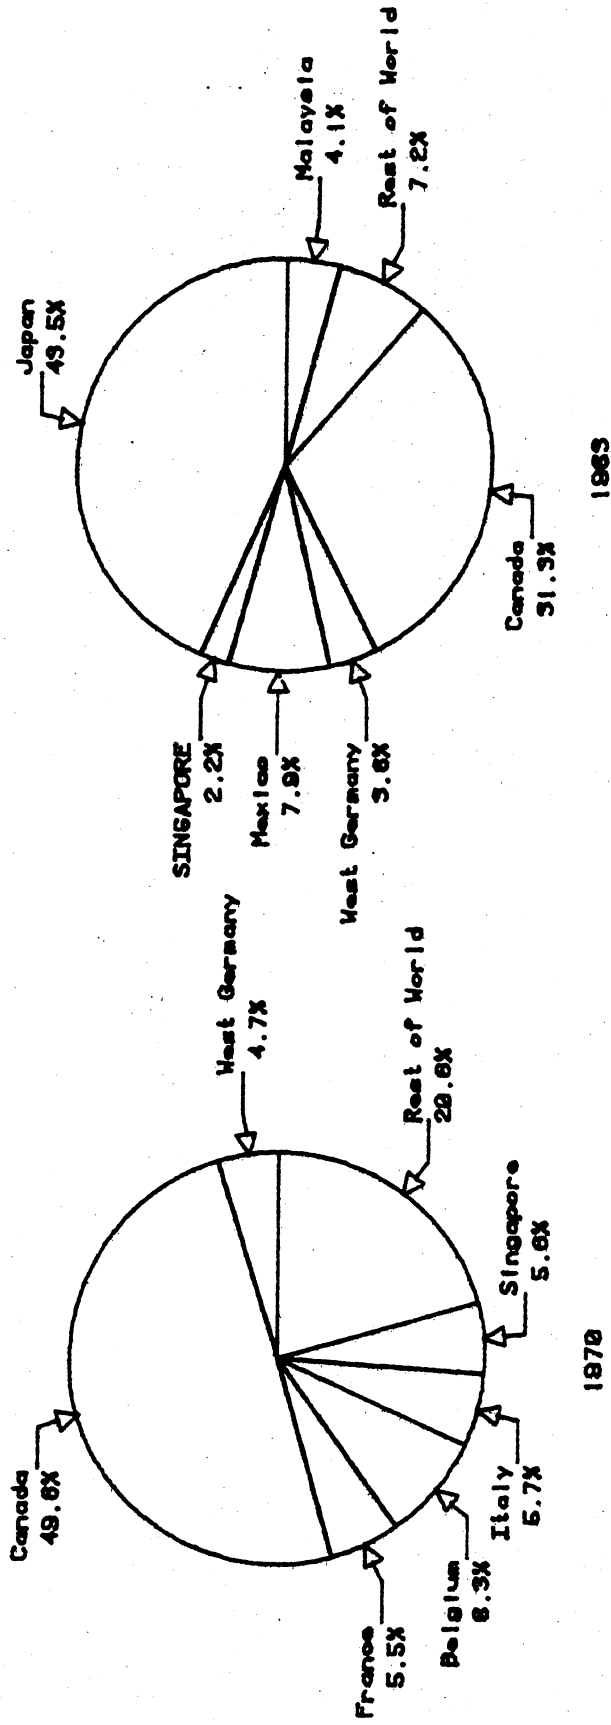 Canada
49.6%
West Germany
4.7%
Rest of World
20.6%
Singapore
5.6%
Italy
5.7%
Belgium
8.3%
France
5.5%
1970
Japan
43.5%
Malaysia
4.1%
Rest of World
7.2%
Canada
31.3%
West Germany
3.8%
Mexico
7.9%
SINGAPORE
2.2%
1983